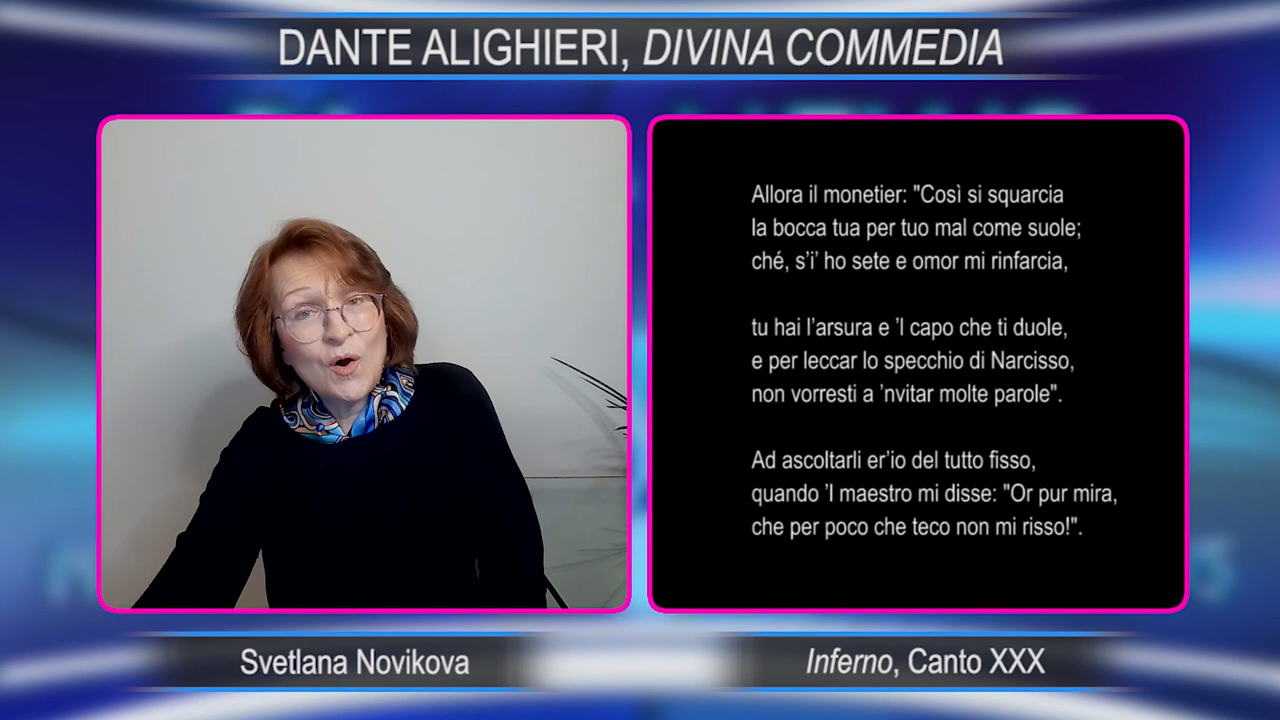 DANTE ALIGHIERI, DIVINA COMMEDIA
Allora il monetier: "Così si squarcia
la bocca tua per tuo mal come suole;
ché, s’i’ ho sete e omor mi rinfarcia,
tu hai l’arsura e ’l capo che ti duole,
e per leccar lo specchio di Narcisso,
non vorresti a ’nvitar molte parole".
Ad ascoltarli er’io del tutto fisso,
quando ’l maestro mi disse: "Or pur mira,
che per poco che teco non mi risso!".
Svetlana Novikova
Inferno, Canto XXX